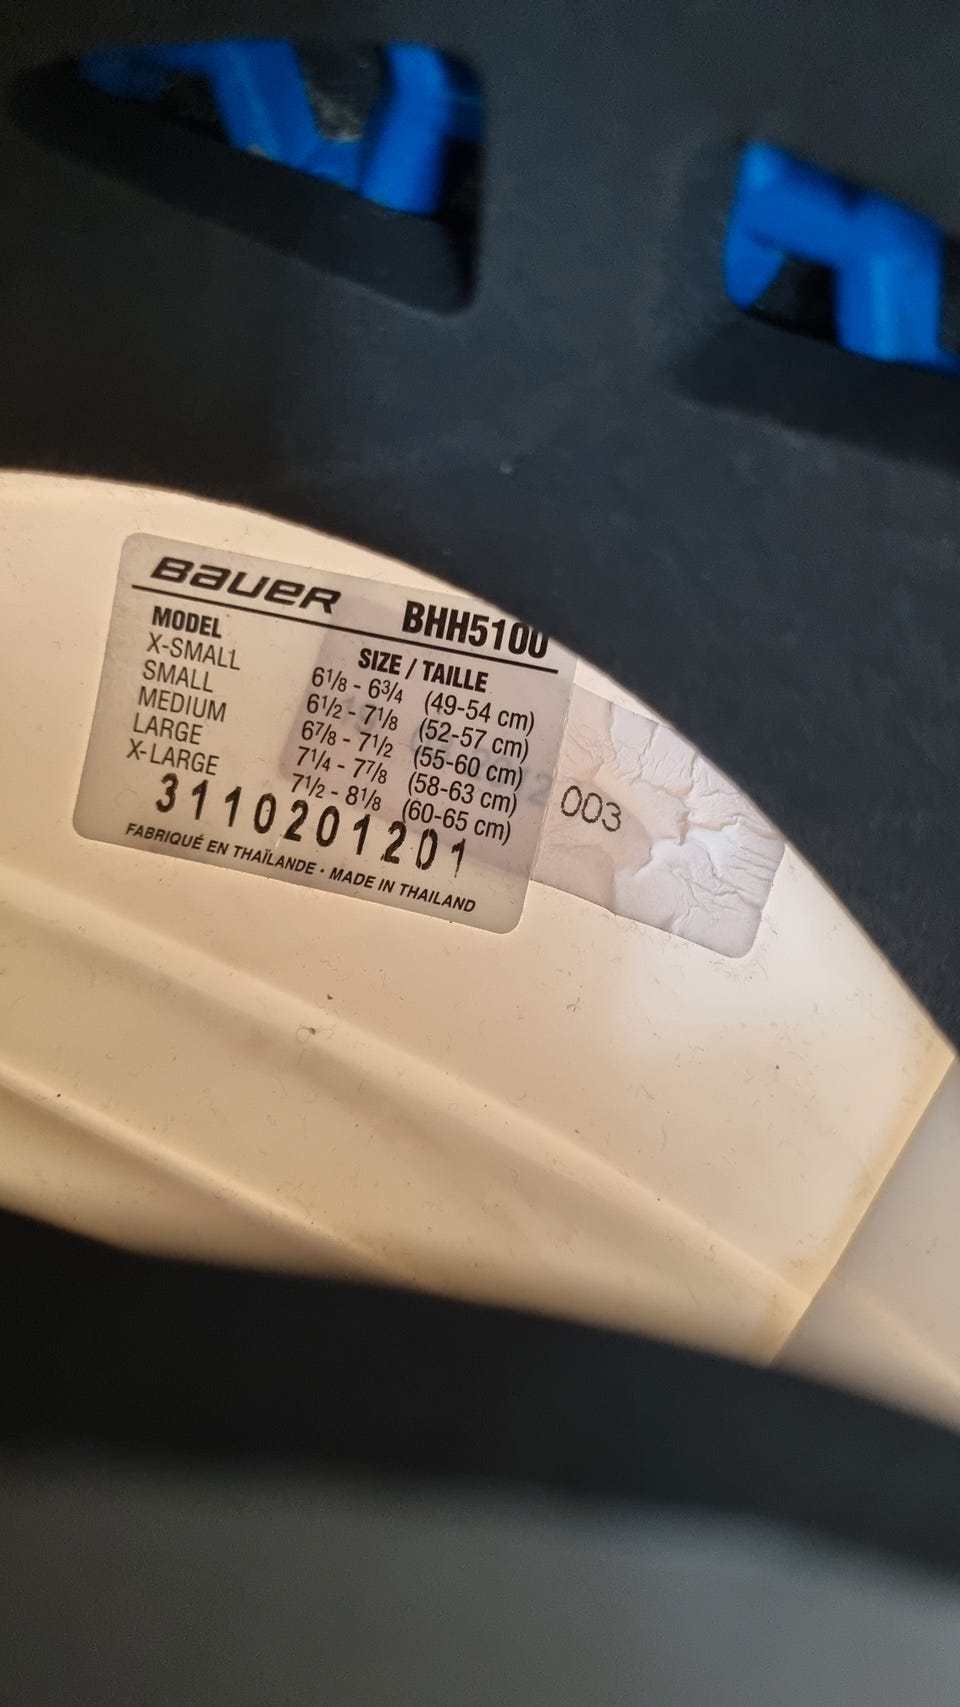 BAUER BHH5100
MODEL SIZE / TAILLE
X-SMALL 6 1/8 - 6 3/4 (49-54 cm)
SMALL 6 1/2 - 7 1/8 (52-57 cm)
MEDIUM 6 7/8 - 7 1/2 (55-60 cm)
LARGE 7 1/4 - 7 7/8 (58-63 cm)
X-LARGE 7 1/2 - 8 1/8 (60-65 cm)
3110201201
FABRIQUÉ EN THAÏLANDE • MADE IN THAILAND
003